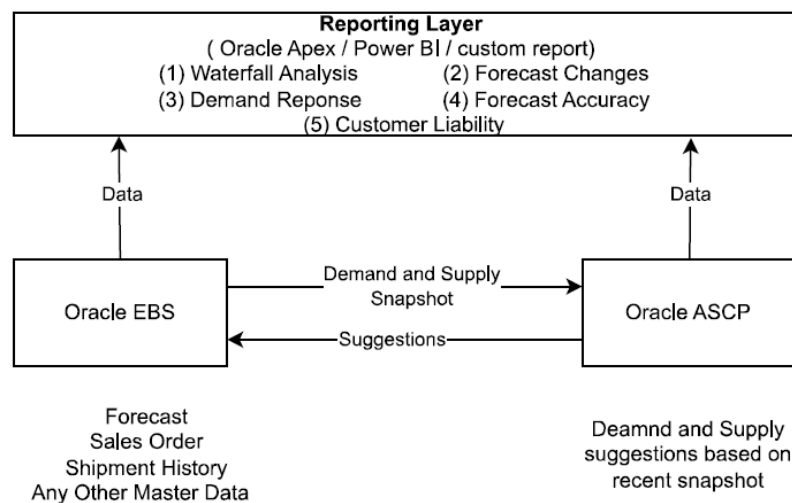 Reporting Layer
( Oracle Apex / Power BI / custom report)
(1) Waterfall Analysis (2) Forecast Changes
(3) Demand Reponse (4) Forecast Accuracy
(5) Customer Liability
Data
Data
Oracle EBS
Demand and Supply
Snapshot
Suggestions
Oracle ASCP
Forecast
Sales Order
Shipment History
Any Other Master Data
Deamnd and Supply
suggestions based on
recent snapshot